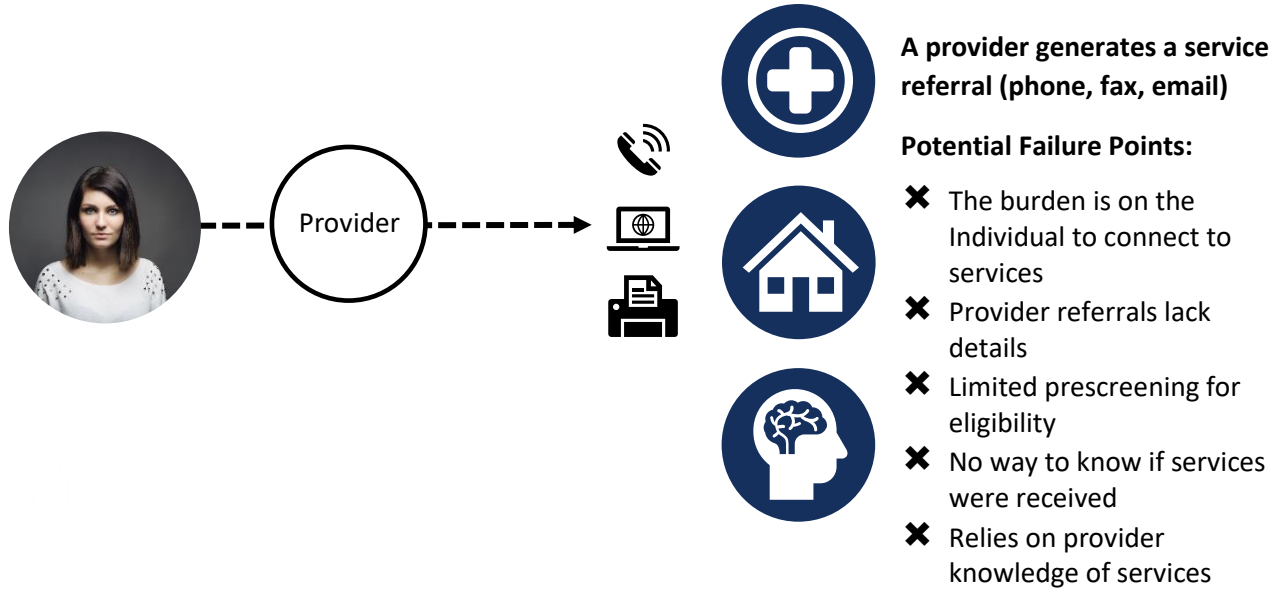 Provider
A provider generates a service
referral (phone, fax, email)
Potential Failure Points:
✖ The burden is on the
Individual to connect to
services
✖ Provider referrals lack
details
✖ Limited prescreening for
eligibility
✖ No way to know if services
were received
✖ Relies on provider
knowledge of services